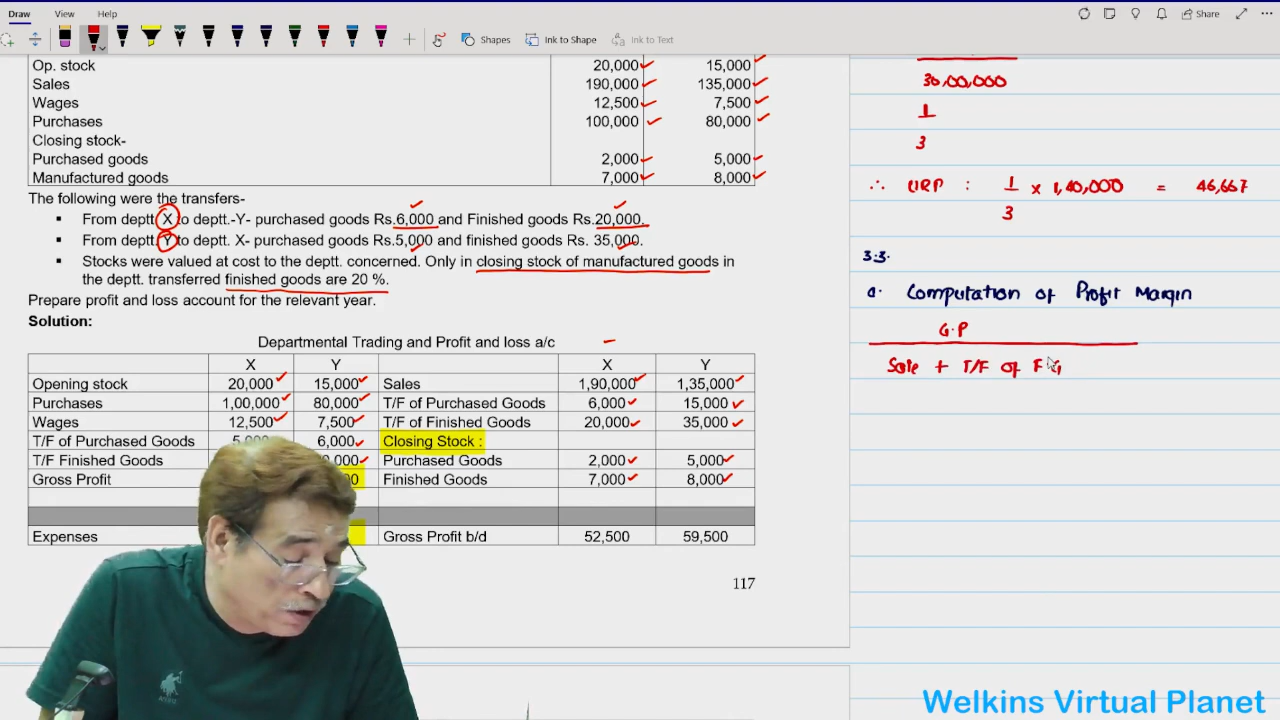 Draw View Help
Share
Shapes Ink to Shape Ink to Text
Op. stock 20,000 15,000
Sales 190,000 135,000
Wages 12,500 7,500
Purchases 100,000 80,000
Closing stock-
Purchased goods 2,000 5,000
Manufactured goods 7,000 8,000
The following were the transfers-
▪ From deptt. X to deptt.-Y- purchased goods Rs.6,000 and Finished goods Rs.20,000.
▪ From deptt. Y to deptt. X- purchased goods Rs.5,000 and finished goods Rs. 35,000.
▪ Stocks were valued at cost to the deptt. concerned. Only in closing stock of manufactured goods in
the deptt. transferred finished goods are 20 %.
Prepare profit and loss account for the relevant year.
Solution:
Departmental Trading and Profit and loss a/c
X Y X Y
Opening stock 20,000 15,000 Sales 1,90,000 1,35,000
Purchases 1,00,000 80,000 T/F of Purchased Goods 6,000 15,000
Wages 12,500 7,500 T/F of Finished Goods 20,000 35,000
T/F of Purchased Goods 6,000 Closing Stock :
T/F Finished Goods Purchased Goods 2,000 5,000
Gross Profit Finished Goods 7,000 8,000
Expenses Gross Profit b/d 52,500 59,500
117
30,00,000
1
3
∴ URP : 1/3 x 1,40,000 = 46,667
3.3.
a. Computation of Profit Margin
G.P
Sale + T/F of FG
Welkins Virtual Planet